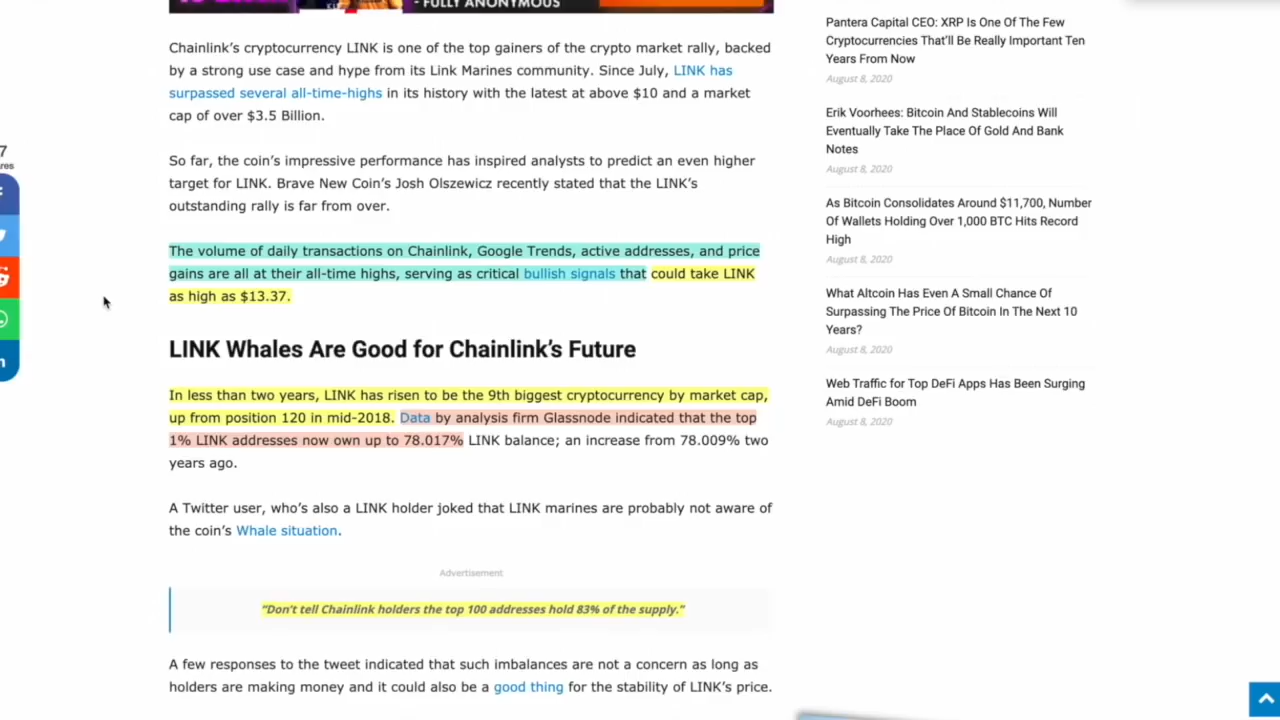 - FULLY ANONYMOUS
Chainlink's cryptocurrency LINK is one of the top gainers of the crypto market rally, backed
by a strong use case and hype from its Link Marines community. Since July, LINK has
surpassed several all-time-highs in its history with the latest at above $10 and a market
cap of over $3.5 Billion.
So far, the coin's impressive performance has inspired analysts to predict an even higher
target for LINK. Brave New Coin's Josh Olszewicz recently stated that the LINK's
outstanding rally is far from over.
The volume of daily transactions on Chainlink, Google Trends, active addresses, and price
gains are all at their all-time highs, serving as critical bullish signals that could take LINK
as high as $13.37.
LINK Whales Are Good for Chainlink's Future
In less than two years, LINK has risen to be the 9th biggest cryptocurrency by market cap,
up from position 120 in mid-2018. Data by analysis firm Glassnode indicated that the top
1% LINK addresses now own up to 78.017% LINK balance; an increase from 78.009% two
years ago.
A Twitter user, who's also a LINK holder joked that LINK marines are probably not aware of
the coin's Whale situation.
Advertisement
"Don't tell Chainlink holders the top 100 addresses hold 83% of the supply."
A few responses to the tweet indicated that such imbalances are not a concern as long as
holders are making money and it could also be a good thing for the stability of LINK's price.
7
res
Pantera Capital CEO: XRP Is One Of The Few
Cryptocurrencies That'll Be Really Important Ten
Years From Now
August 8, 2020
Erik Voorhees: Bitcoin And Stablecoins Will
Eventually Take The Place Of Gold And Bank
Notes
August 8, 2020
As Bitcoin Consolidates Around $11,700, Number
Of Wallets Holding Over 1,000 BTC Hits Record
High
August 8, 2020
What Altcoin Has Even A Small Chance Of
Surpassing The Price Of Bitcoin In The Next 10
Years?
August 8, 2020
Web Traffic for Top DeFi Apps Has Been Surging
Amid DeFi Boom
August 8, 2020